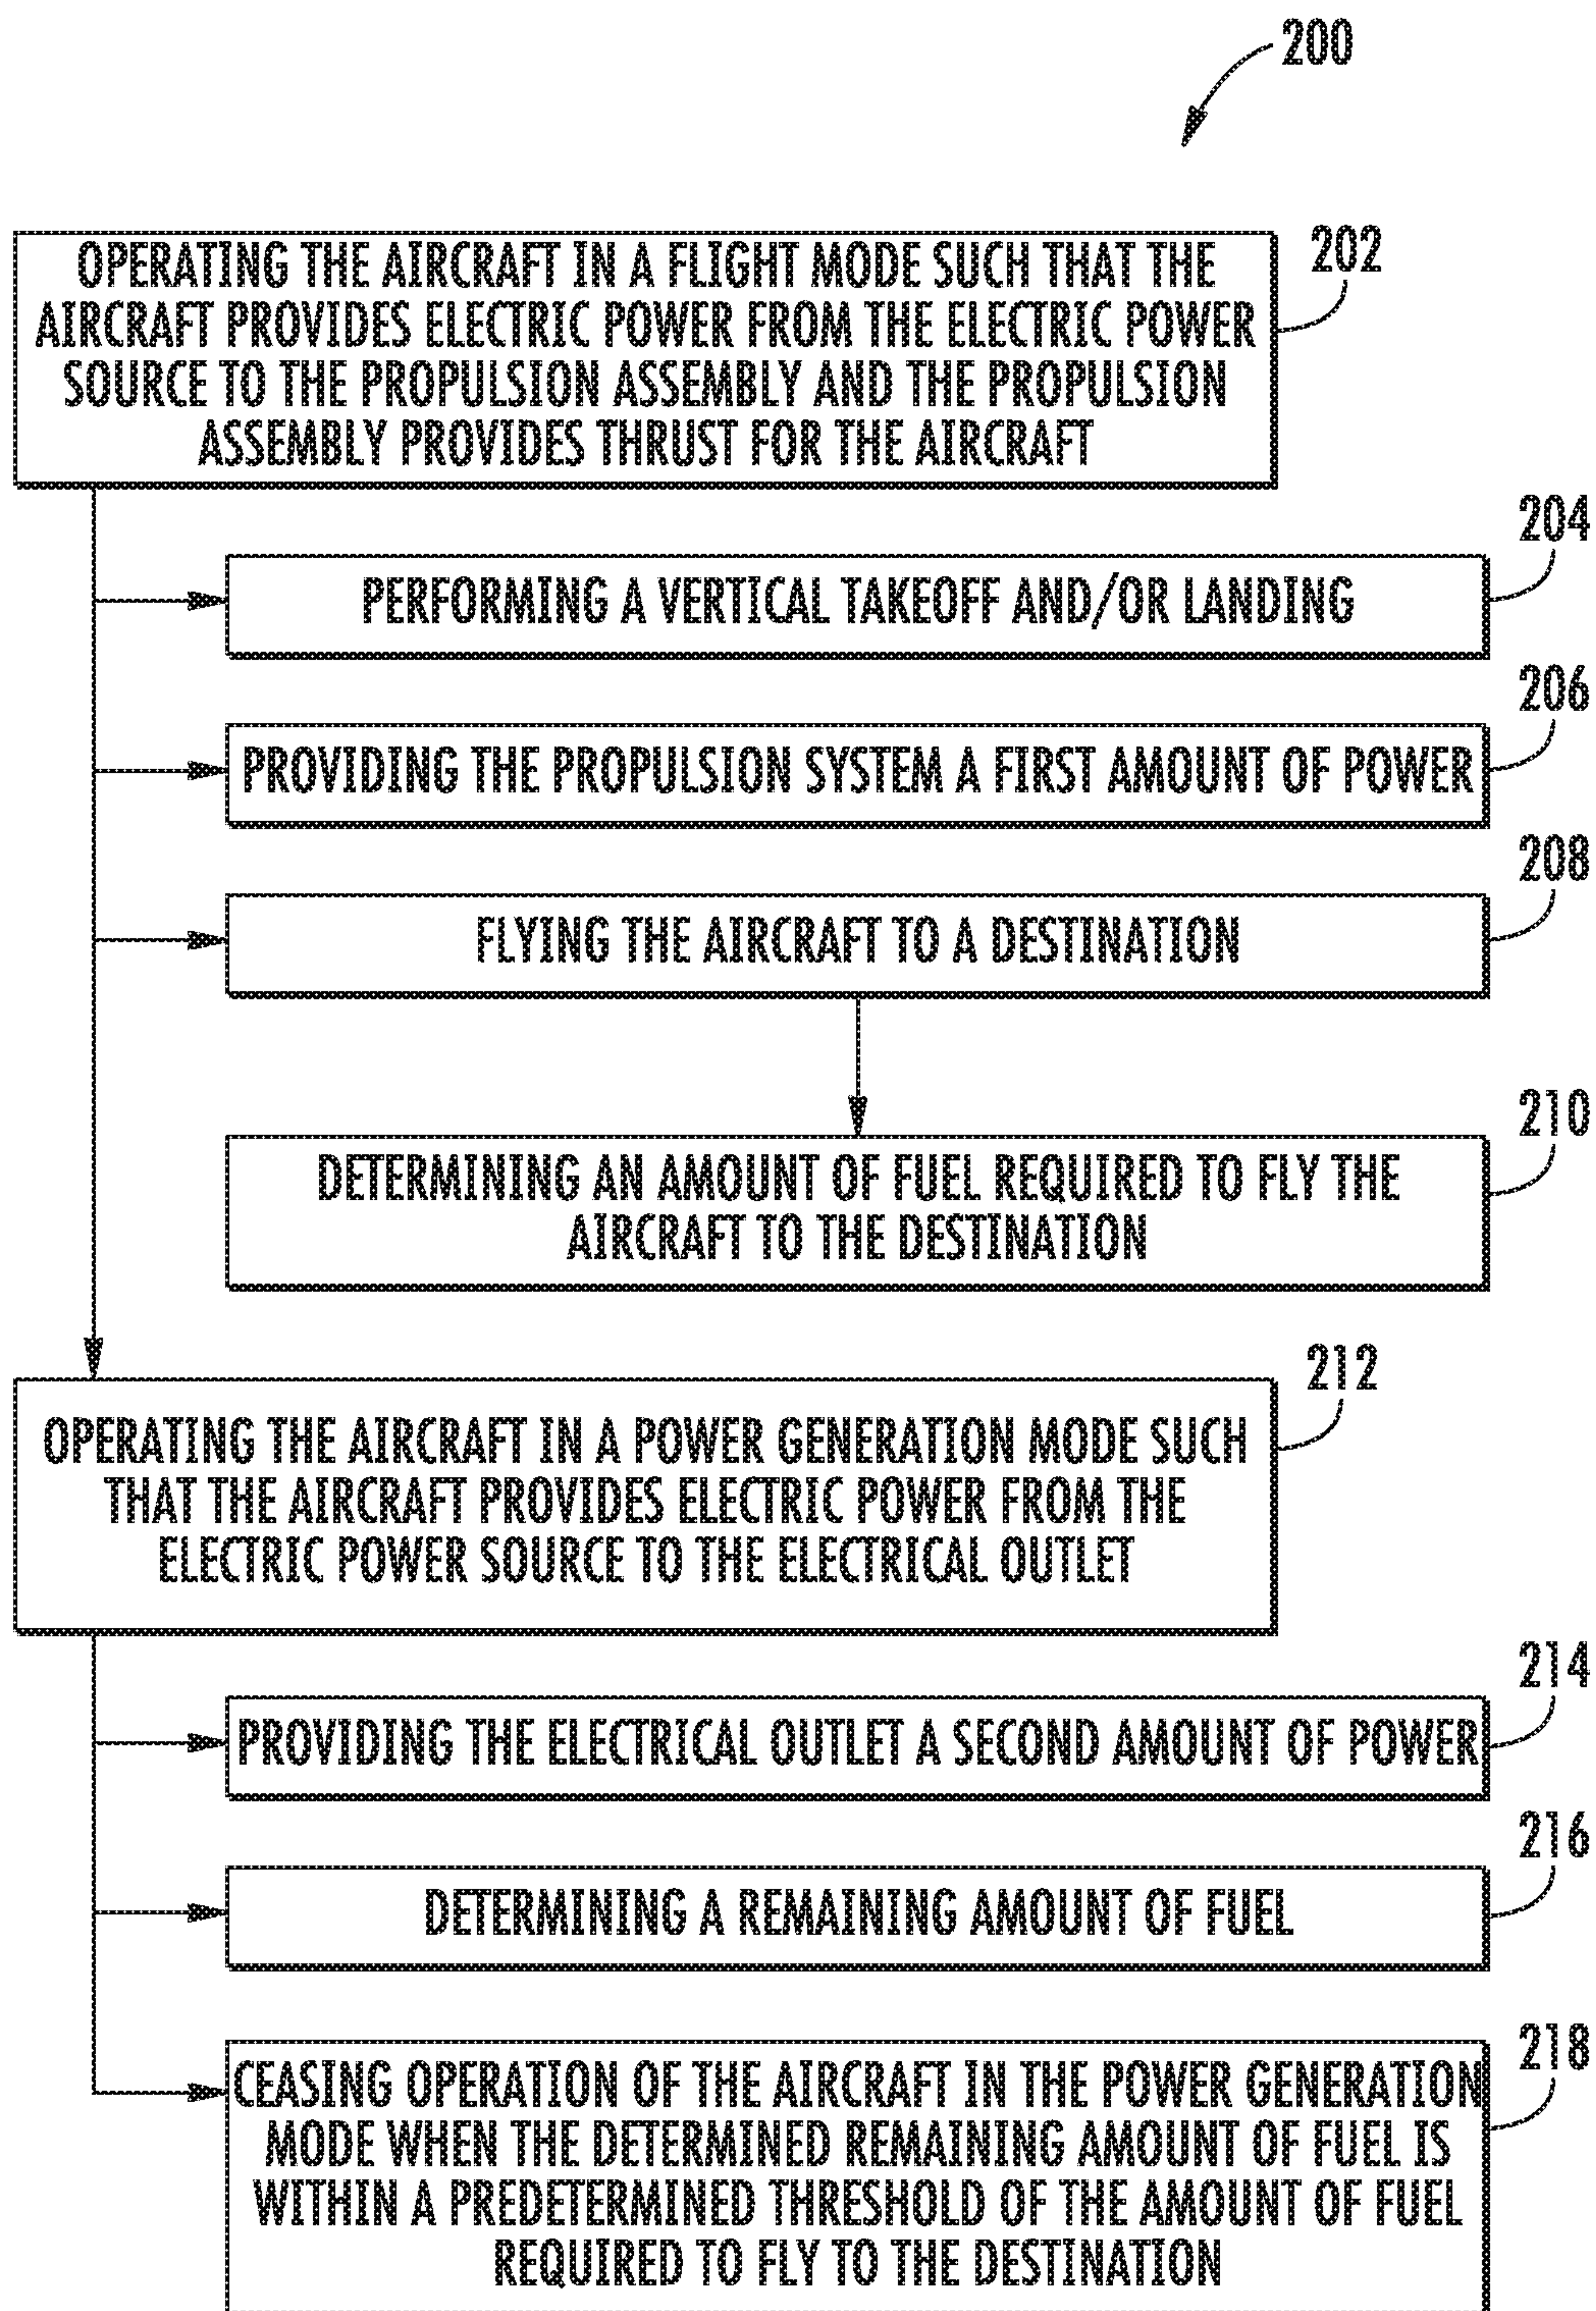 200
202
OPERATING THE AIRCRAFT IN A FLIGHT MODE SUCH THAT THE
AIRCRAFT PROVIDES ELECTRIC POWER FROM THE ELECTRIC POWER
SOURCE TO THE PROPULSION ASSEMBLY AND THE PROPULSION
ASSEMBLY PROVIDES THRUST FOR THE AIRCRAFT
204
PERFORMING A VERTICAL TAKEOFF AND/OR LANDING
206
PROVIDING THE PROPULSION SYSTEM A FIRST AMOUNT OF POWER
208
FLYING THE AIRCRAFT TO A DESTINATION
210
DETERMINING AN AMOUNT OF FUEL REQUIRED TO FLY THE
AIRCRAFT TO THE DESTINATION
212
OPERATING THE AIRCRAFT IN A POWER GENERATION MODE SUCH
THAT THE AIRCRAFT PROVIDES ELECTRIC POWER FROM THE
ELECTRIC POWER SOURCE TO THE ELECTRICAL OUTLET
214
PROVIDING THE ELECTRICAL OUTLET A SECOND AMOUNT OF POWER
216
DETERMINING A REMAINING AMOUNT OF FUEL
218
CEASING OPERATION OF THE AIRCRAFT IN THE POWER GENERATION
MODE WHEN THE DETERMINED REMAINING AMOUNT OF FUEL IS
WITHIN A PREDETERMINED THRESHOLD OF THE AMOUNT OF FUEL
REQUIRED TO FLY TO THE DESTINATION